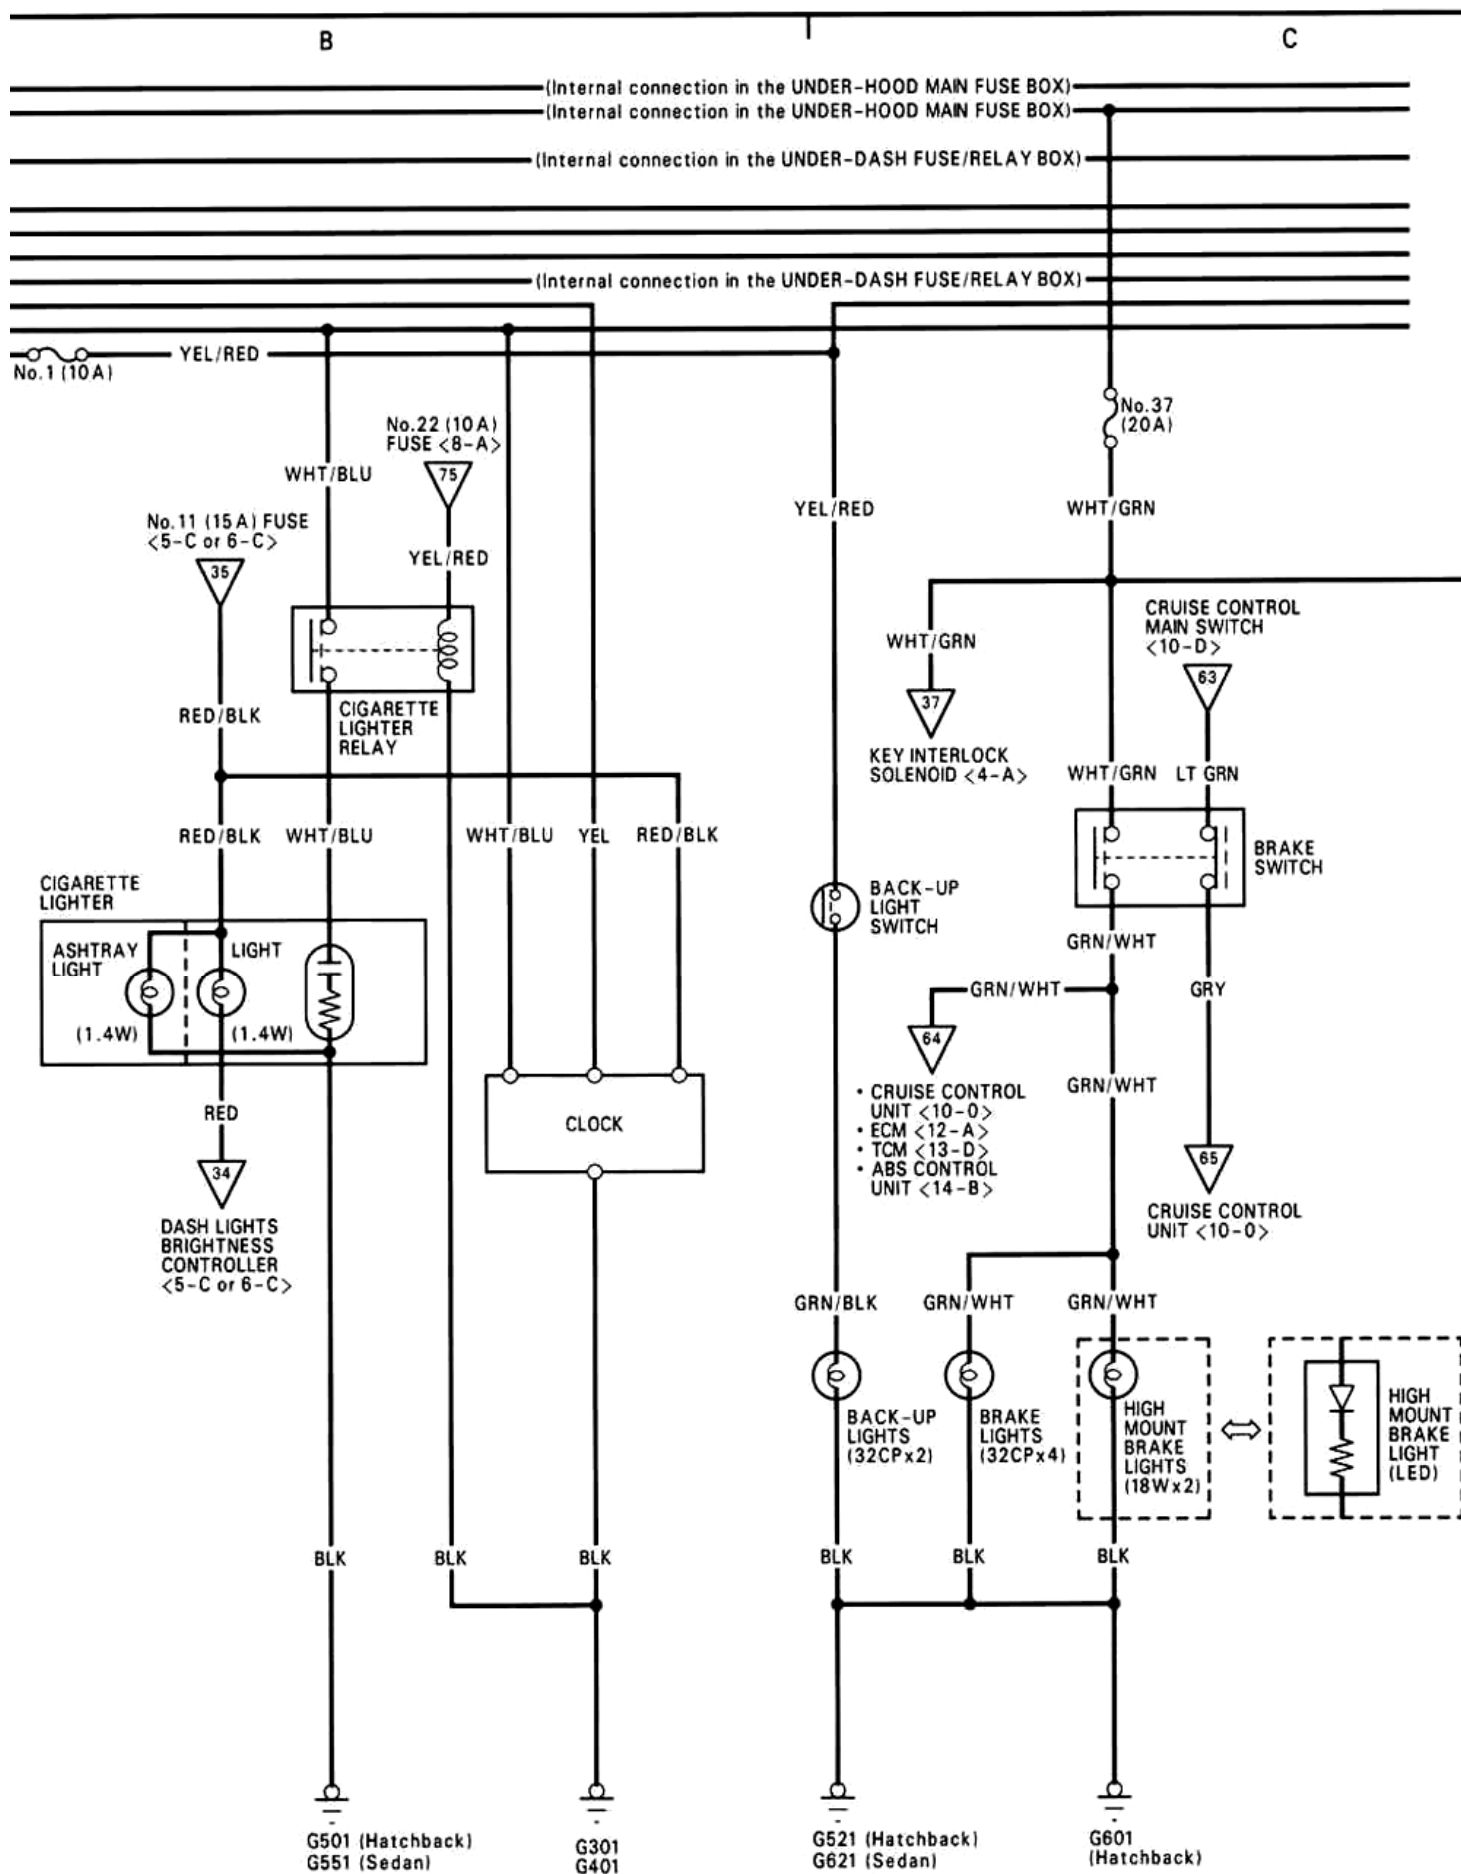 B
C
(Internal connection in the UNDER-HOOD MAIN FUSE BOX)
(Internal connection in the UNDER-HOOD MAIN FUSE BOX)
(Internal connection in the UNDER-DASH FUSE/RELAY BOX)
(Internal connection in the UNDER-DASH FUSE/RELAY BOX)
YEL/RED
No.1 (10A)
No.22 (10A)
FUSE <8-A>
75
WHT/BLU
No.11 (15A) FUSE
<5-C or 6-C>
35
YEL/RED
RED/BLK
CIGARETTE
LIGHTER
RELAY
RED/BLK
WHT/BLU
WHT/BLU
YEL
RED/BLK
CIGARETTE
LIGHTER
ASHTRAY
LIGHT
LIGHT
(1.4W)
(1.4W)
RED
34
DASH LIGHTS
BRIGHTNESS
CONTROLLER
<5-C or 6-C>
CLOCK
BLK
BLK
BLK
G501 (Hatchback)
G551 (Sedan)
G301
G401
No.37
(20A)
YEL/RED
WHT/GRN
WHT/GRN
37
KEY INTERLOCK
SOLENOID <4-A>
CRUISE CONTROL
MAIN SWITCH
<10-D>
63
WHT/GRN
LT GRN
BRAKE
SWITCH
BACK-UP
LIGHT
SWITCH
GRN/WHT
GRN/WHT
GRY
64
• CRUISE CONTROL
UNIT <10-0>
• ECM <12-A>
• TCM <13-D>
• ABS CONTROL
UNIT <14-B>
GRN/WHT
65
CRUISE CONTROL
UNIT <10-0>
GRN/BLK
GRN/WHT
GRN/WHT
BACK-UP
LIGHTS
(32CPx2)
BRAKE
LIGHTS
(32CPx4)
HIGH
MOUNT
BRAKE
LIGHTS
(18Wx2)
HIGH
MOUNT
BRAKE
LIGHT
(LED)
BLK
BLK
BLK
G521 (Hatchback)
G621 (Sedan)
G601
(Hatchback)